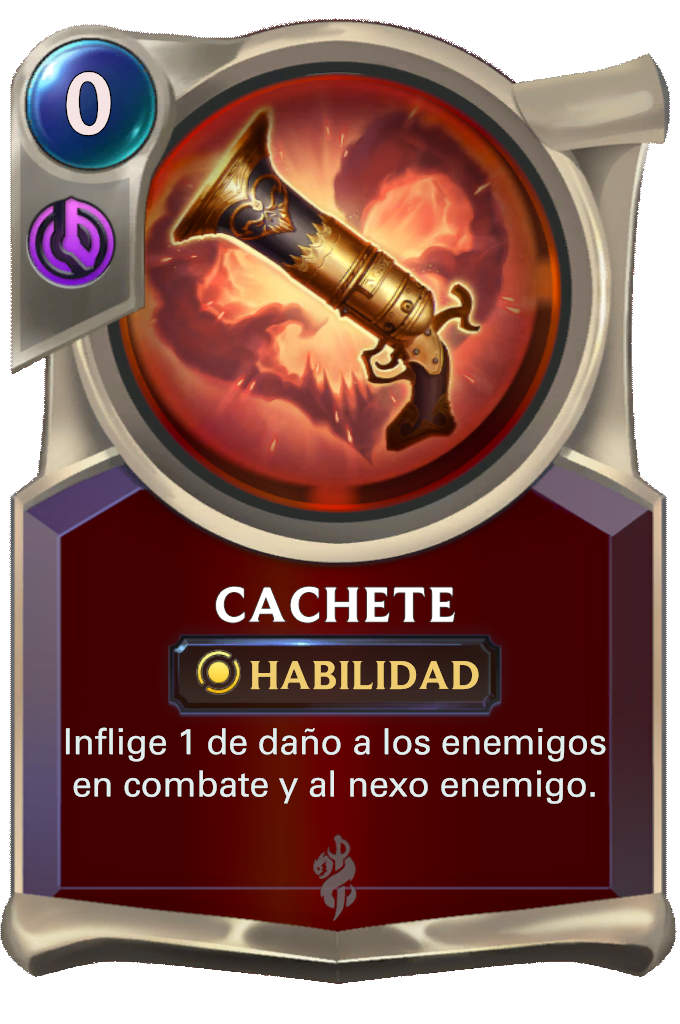 0
CACHETE
HABILIDAD
Inflige 1 de daño a los enemigos
en combate y al nexo enemigo.